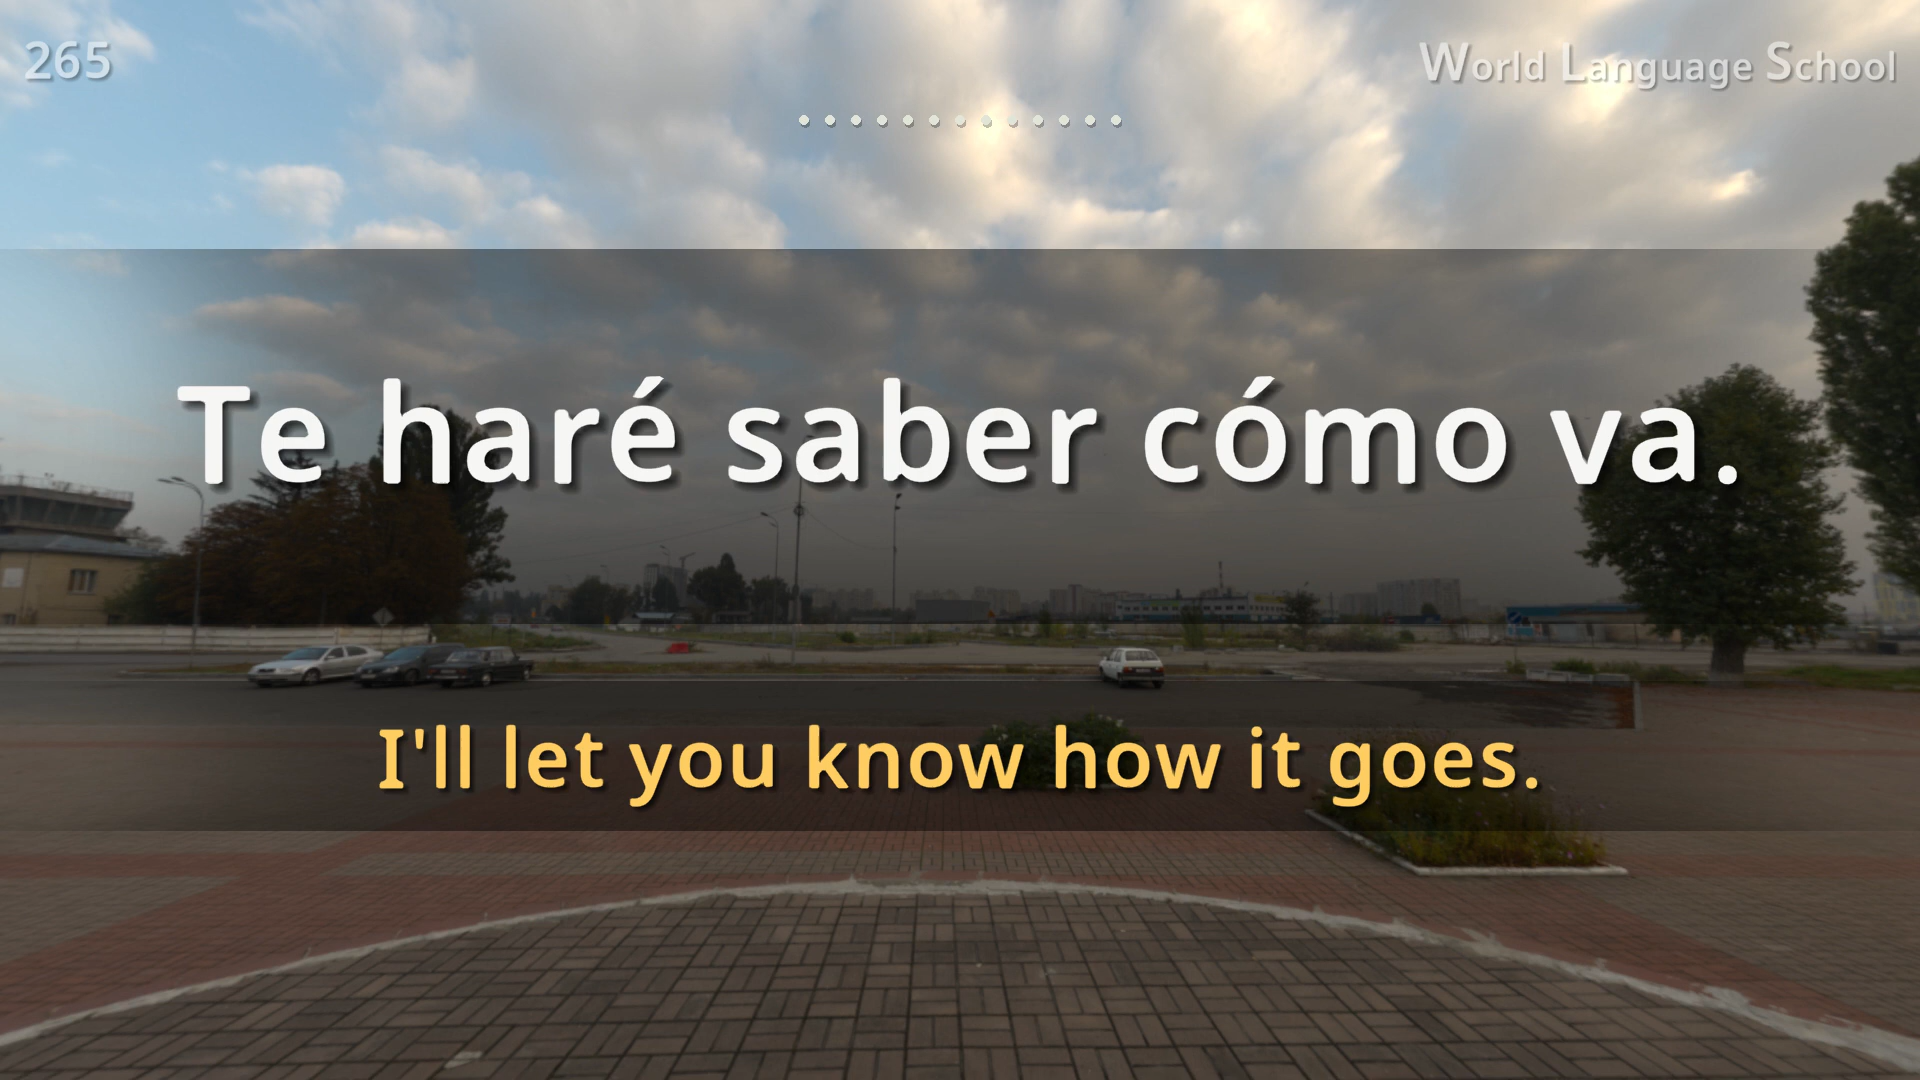 265
World Language School
Te haré saber cómo va.
I'll let you know how it goes.